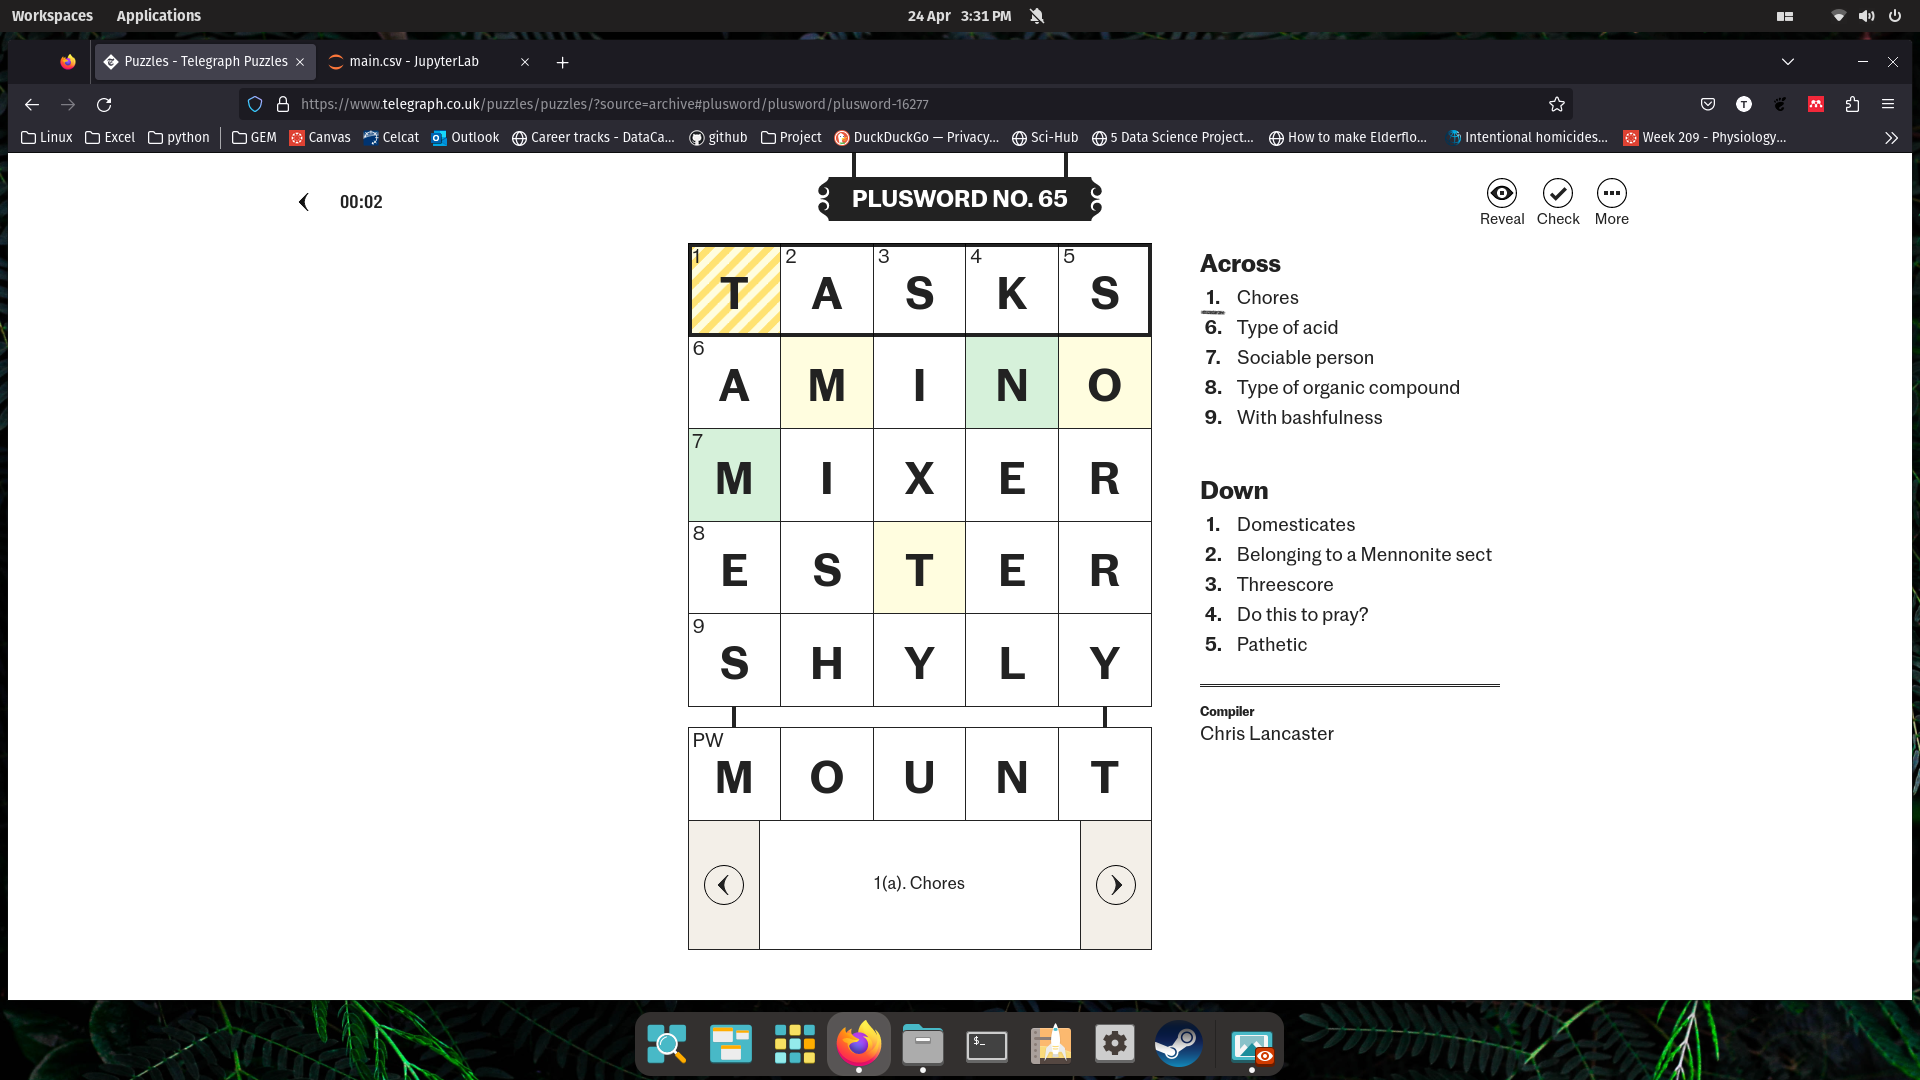 Workspaces Applications 24 Apr 3:31 PM
Puzzles - Telegraph Puzzles main.csv - JupyterLab
https://www.telegraph.co.uk/puzzles/puzzles/?source=archive#plusword/plusword/plusword-16277
Linux Excel python GEM Canvas Celcat Outlook Career tracks - DataCa... github Project DuckDuckGo — Privacy... Sci-Hub 5 Data Science Project... How to make Elderflo... Intentional homicides... Week 209 - Physiology...
00:02
PLUSWORD NO. 65
Reveal Check More
1 T 2 A 3 S 4 K 5 S
6 A M I N O
7 M I X E R
8 E S T E R
9 S H Y L Y
PW M O U N T
1(a). Chores
Across
1. Chores
6. Type of acid
7. Sociable person
8. Type of organic compound
9. With bashfulness
Down
1. Domesticates
2. Belonging to a Mennonite sect
3. Threescore
4. Do this to pray?
5. Pathetic
Compiler
Chris Lancaster